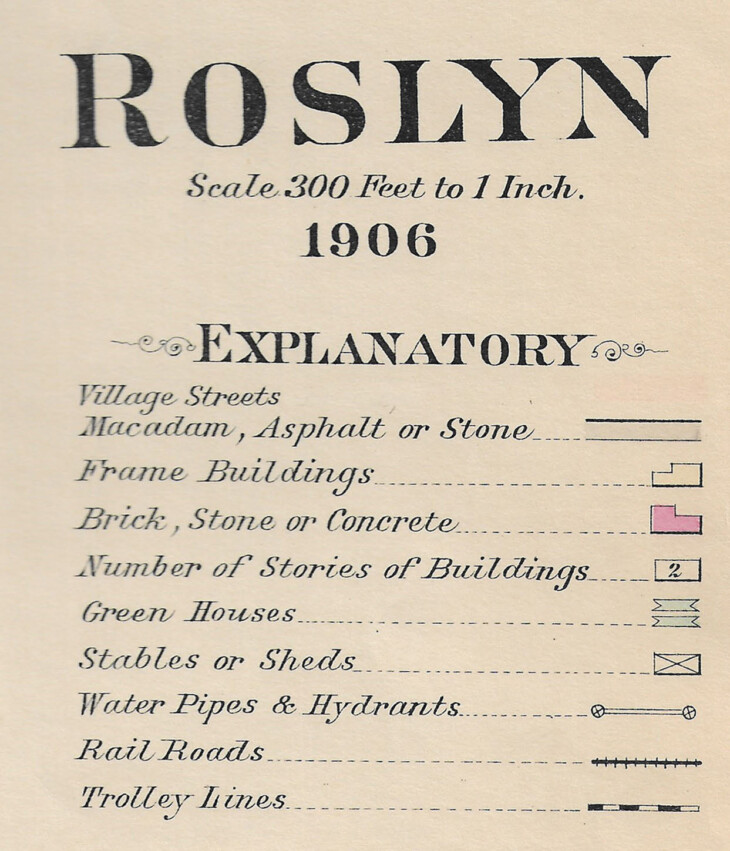 ROSLYN
Scale 300 Feet to 1 Inch.
1906
EXPLANATORY
Village Streets
Macadam, Asphalt or Stone
Frame Buildings
Brick, Stone or Concrete
Number of Stories of Buildings 2
Green Houses
Stables or Sheds
Water Pipes & Hydrants
Rail Roads
Trolley Lines